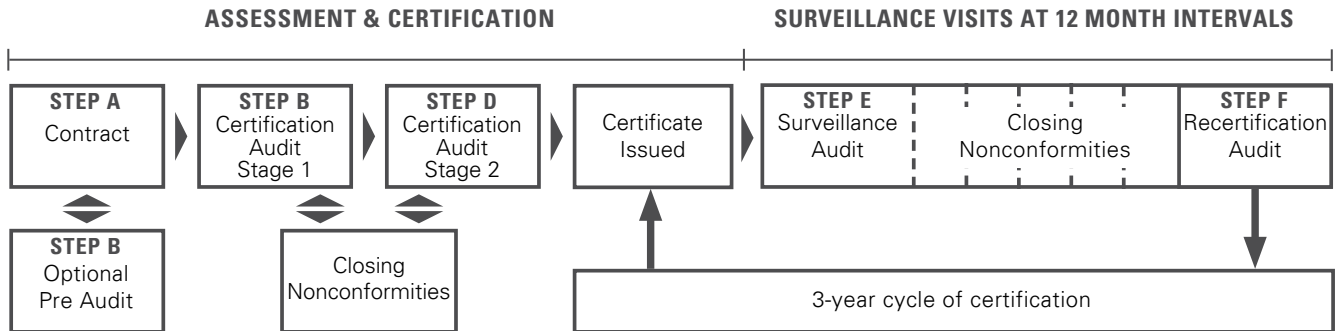 ASSESSMENT & CERTIFICATION
SURVEILLANCE VISITS AT 12 MONTH INTERVALS
STEP A
Contract
STEP B
Certification
Audit
Stage 1
STEP D
Certification
Audit
Stage 2
Certificate
Issued
STEP E
Surveillance
Audit
Closing
Nonconformities
STEP F
Recertification
Audit
STEP B
Optional
Pre Audit
Closing
Nonconformities
3-year cycle of certification